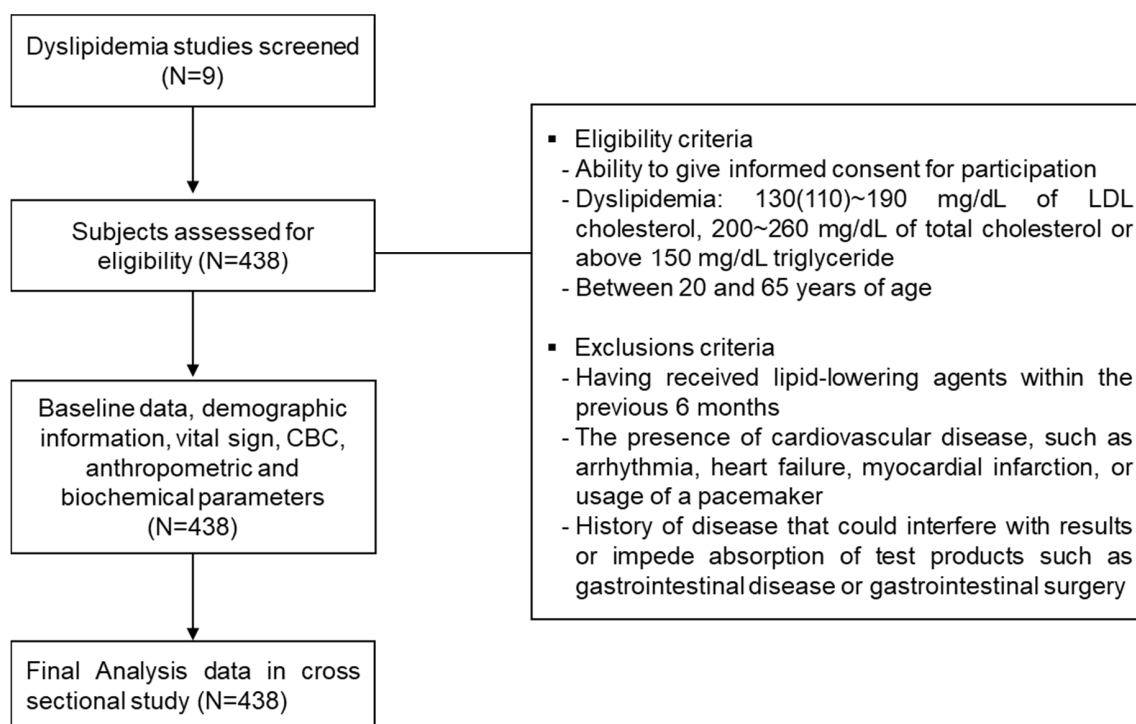 Dyslipidemia studies screened
(N=9)
Subjects assessed for
eligibility (N=438)
Baseline data, demographic
information, vital sign, CBC,
anthropometric and
biochemical parameters
(N=438)
Final Analysis data in cross
sectional study (N=438)
▪ Eligibility criteria
- Ability to give informed consent for participation
- Dyslipidemia: 130(110)~190 mg/dL of LDL
cholesterol, 200~260 mg/dL of total cholesterol or
above 150 mg/dL triglyceride
- Between 20 and 65 years of age
▪ Exclusions criteria
- Having received lipid-lowering agents within the
previous 6 months
- The presence of cardiovascular disease, such as
arrhythmia, heart failure, myocardial infarction, or
usage of a pacemaker
- History of disease that could interfere with results
or impede absorption of test products such as
gastrointestinal disease or gastrointestinal surgery